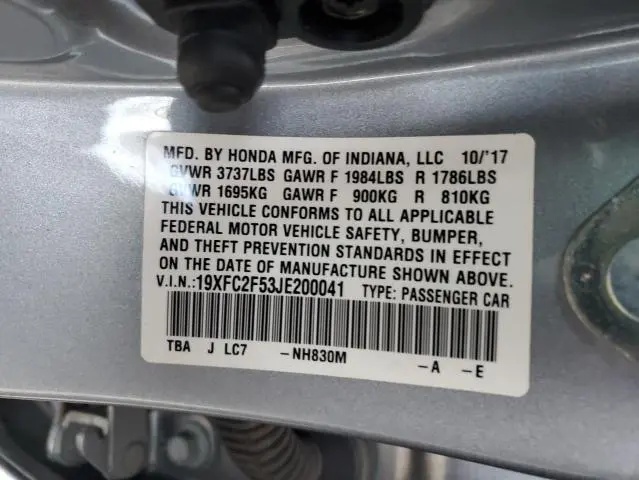 MFD. BY HONDA MFG. OF INDIANA, LLC 10/'17
GVWR 3737LBS GAWR F 1984LBS R 1786LBS
GVWR 1695KG GAWR F 900KG R 810KG
THIS VEHICLE CONFORMS TO ALL APPLICABLE
FEDERAL MOTOR VEHICLE SAFETY, BUMPER,
AND THEFT PREVENTION STANDARDS IN EFFECT
ON THE DATE OF MANUFACTURE SHOWN ABOVE.
V.I.N.:19XFC2F53JE200041 TYPE: PASSENGER CAR
TBA J LC7 -NH830M -A -E